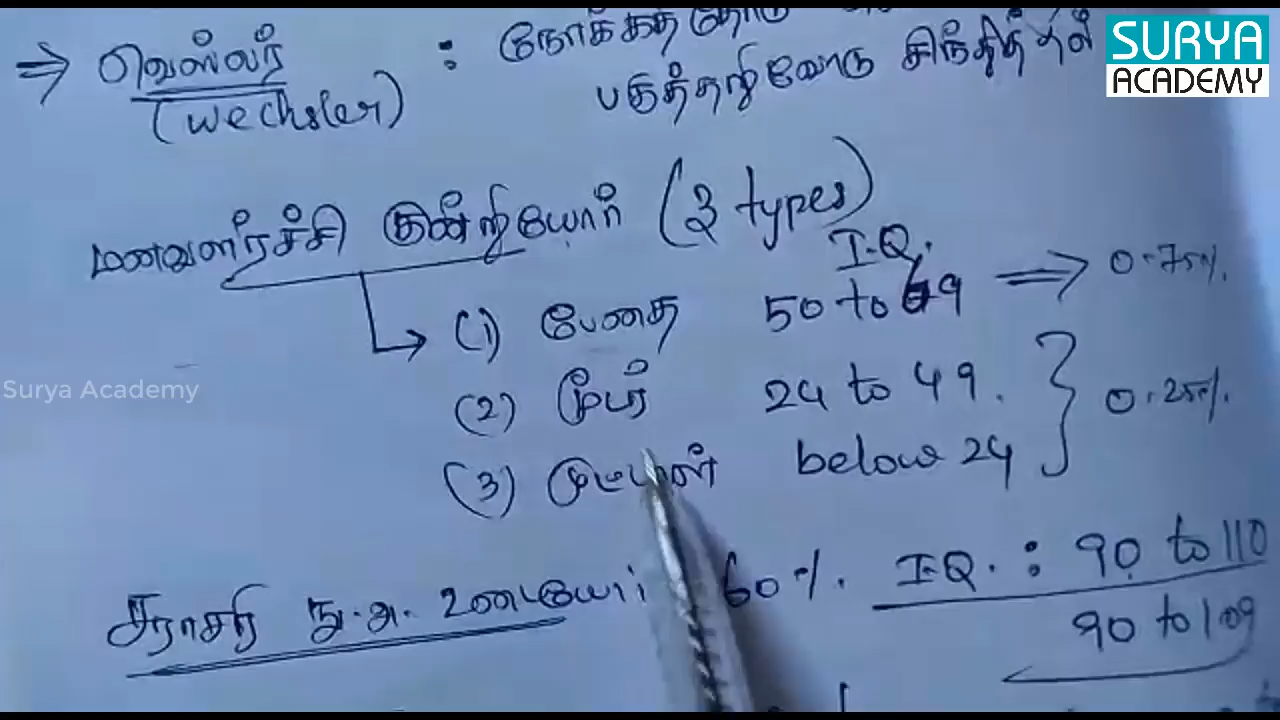 SURYA
ACADEMY
⇒ வெஸ்லர் : நோக்கத்தோடு
(Wechsler) பகுத்தறிவோடு சிந்தித்தல்
மனவளர்ச்சி குன்றியோர் (3 types)
I.Q.
→ (1) பேதை 50 to 69 ⇒ 0.75%.
Surya Academy
(2) மூடர் 24 to 49. } 0.25%.
(3) முட்டாள் below 24
சராசரி நு.அ. உடையோர் 60%. I.Q. : 90 to 110
90 to 109